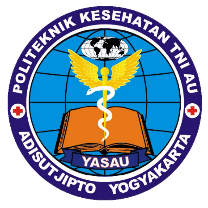 POLITEKNIK KESEHATAN TNI AU
YASAU
ADISUTJIPTO YOGYAKARTA